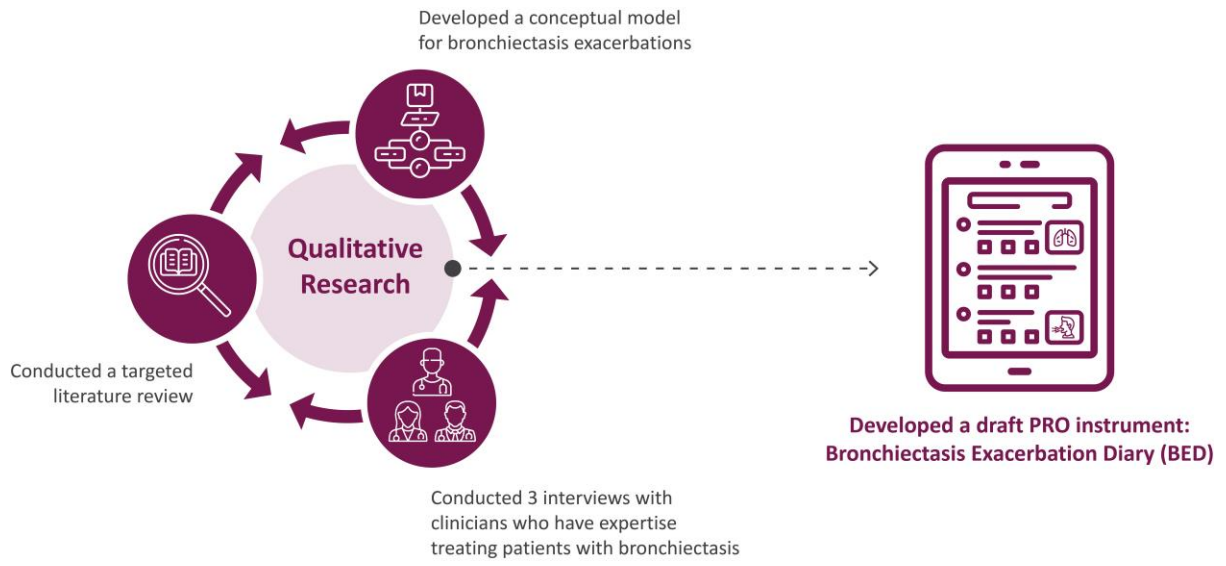 Developed a conceptual model
for bronchiectasis exacerbations
Qualitative
Research
Conducted a targeted
literature review
Conducted 3 interviews with
clinicians who have expertise
treating patients with bronchiectasis
Developed a draft PRO instrument:
Bronchiectasis Exacerbation Diary (BED)